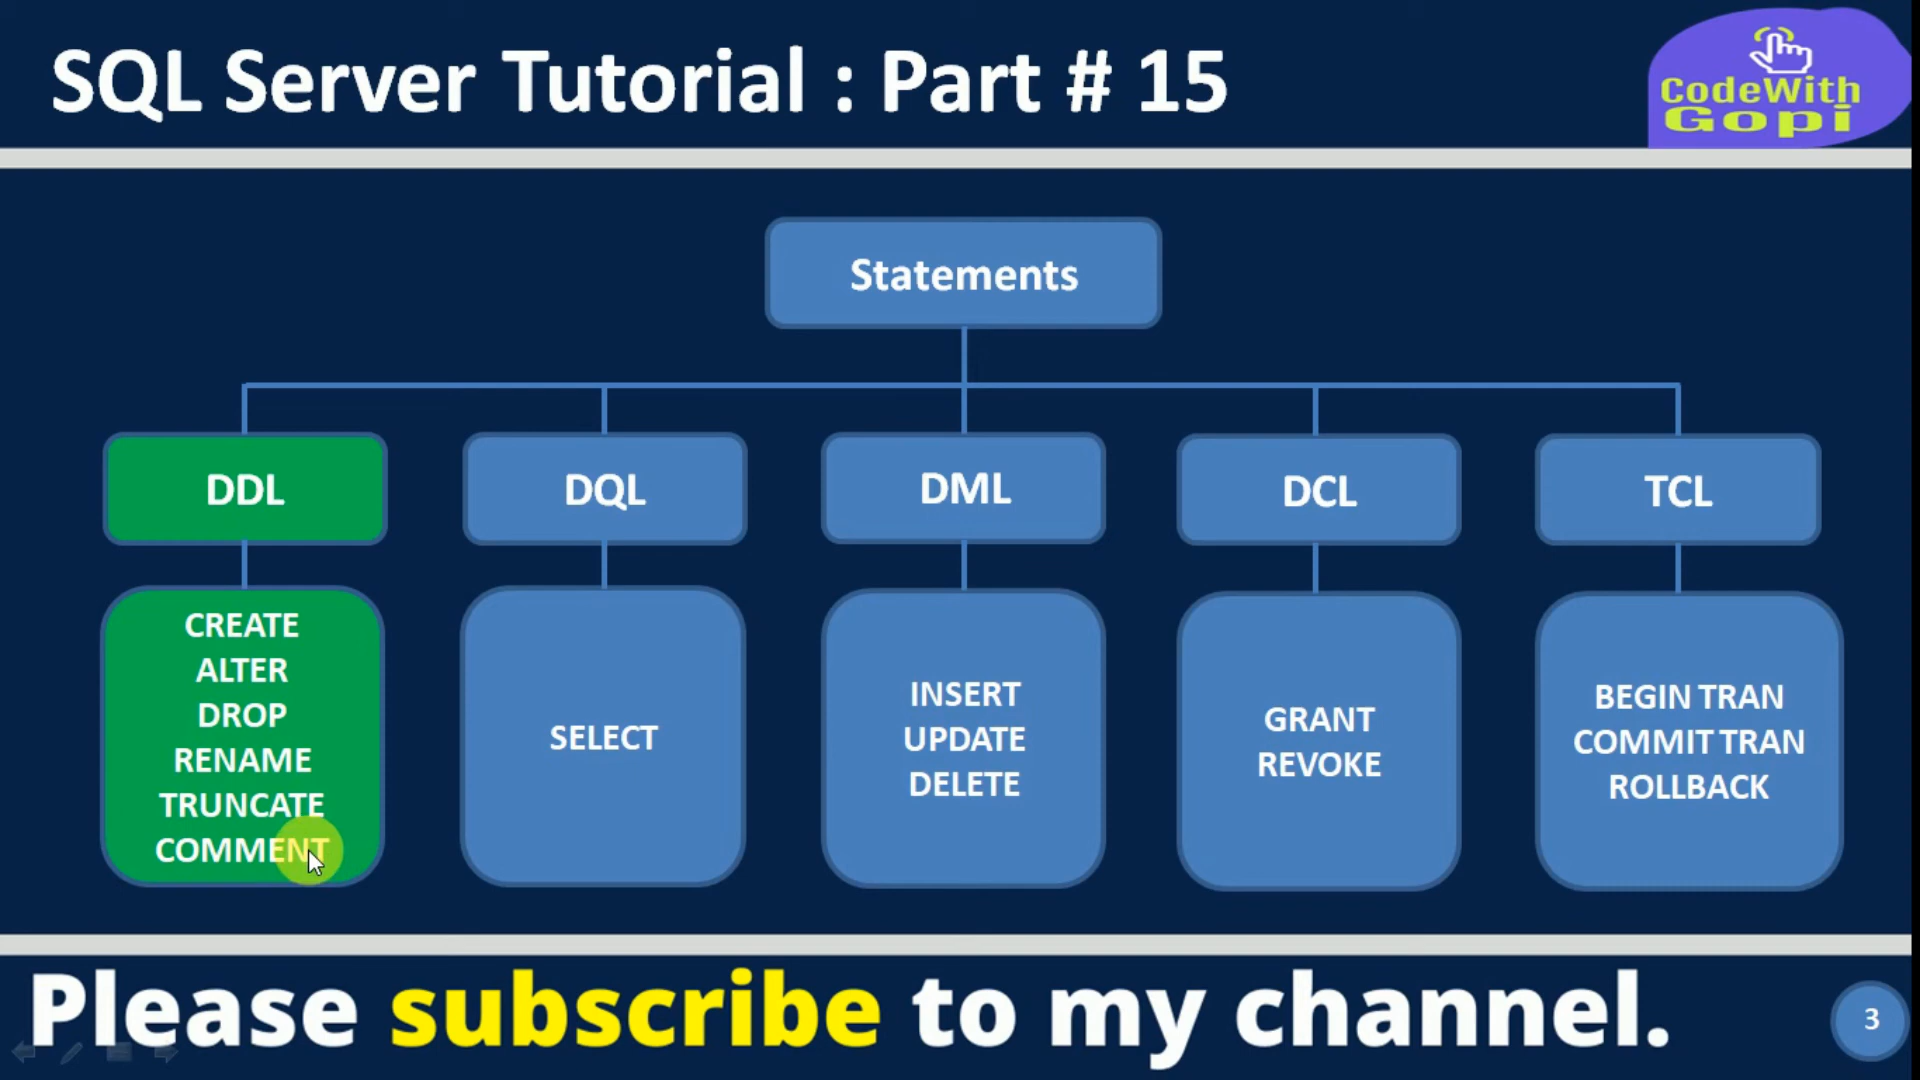 SQL Server Tutorial : Part # 15
CodeWith
Gopi
Statements
DDL
DQL
DML
DCL
TCL
CREATE
ALTER
DROP
RENAME
TRUNCATE
COMMENT
SELECT
INSERT
UPDATE
DELETE
GRANT
REVOKE
BEGIN TRAN
COMMIT TRAN
ROLLBACK
Please subscribe to my channel.
3